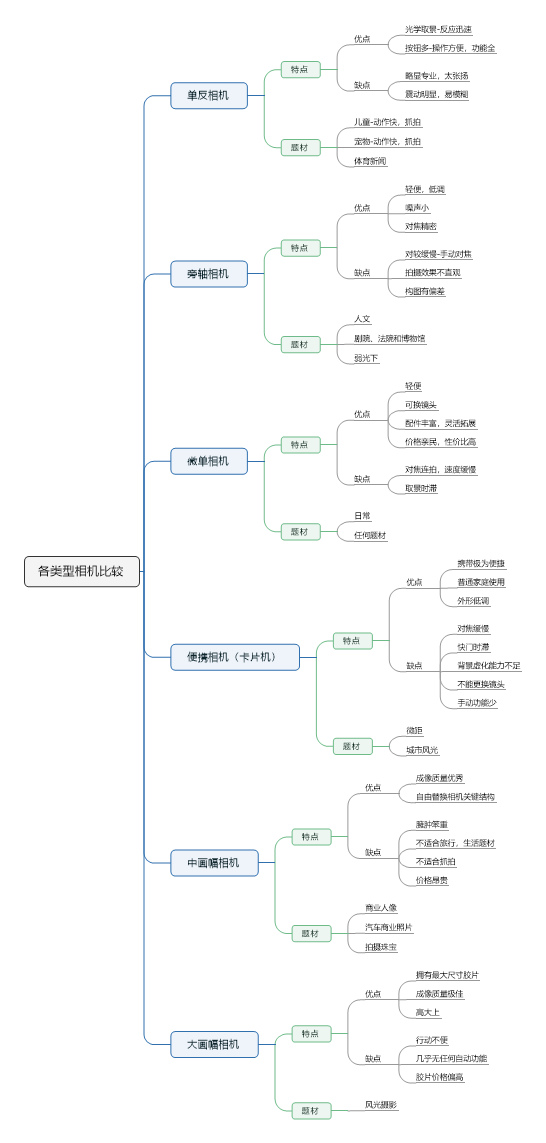 各类型相机比较
单反相机
特点
优点
光学取景-反应迅速
按钮多-操作方便，功能全
缺点
略显专业，太张扬
震动明显，易模糊
题材
儿童-动作快，抓拍
宠物-动作快，抓拍
体育新闻
旁轴相机
特点
优点
轻便，低调
噪声小
对焦精密
缺点
对较缓慢-手动对焦
拍摄效果不直观
构图有偏差
题材
人文
剧院、法院和博物馆
弱光下
微单相机
特点
优点
轻便
可换镜头
配件丰富，灵活拓展
价格亲民，性价比高
缺点
对焦连拍，速度缓慢
取景时滞
题材
日常
任何题材
便携相机（卡片机）
特点
优点
携带极为便捷
普通家庭使用
外形低调
缺点
对焦缓慢
快门时滞
背景虚化能力不足
不能更换镜头
手动功能少
题材
微距
城市风光
中画幅相机
特点
优点
成像质量优秀
自由替换相机关键结构
缺点
臃肿笨重
不适合旅行，生活题材
不适合抓拍
价格昂贵
题材
商业人像
汽车商业照片
拍摄珠宝
大画幅相机
特点
优点
拥有最大尺寸胶片
成像质量极佳
高大上
缺点
行动不便
几乎无任何自动功能
胶片价格偏高
题材
风光摄影